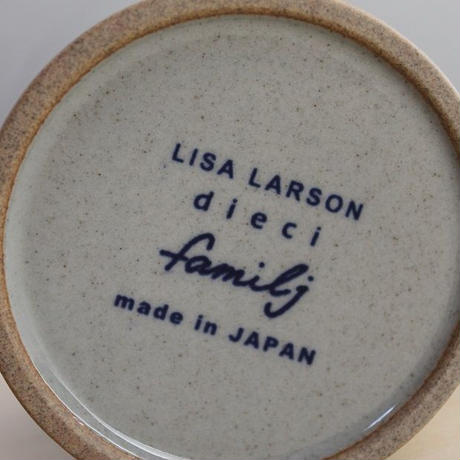 LISA LARSON
dieci
familj
made in JAPAN